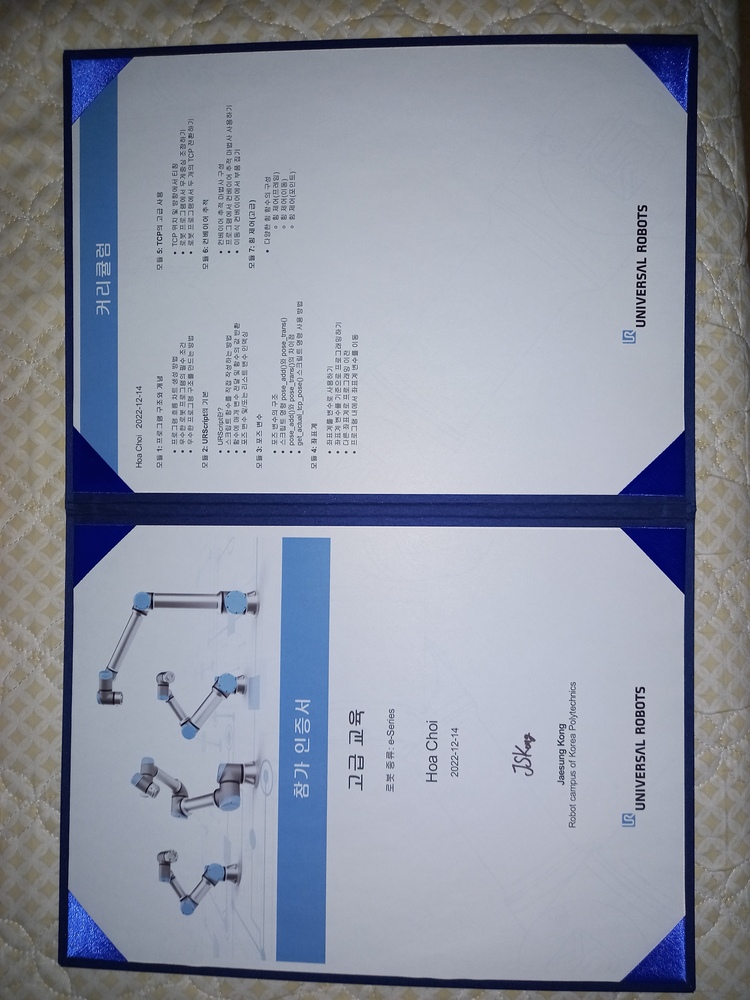 참가 인증서
고급 교육
로봇 종류: e-Series
Hoa Choi
2022-12-14
JSKong
Jaesung Kong
Robot campus of Korea Polytechnics
UR
UNIVERSAL ROBOTS
커리큘럼
Hoa Choi 2022-12-14
모듈 1: 프로그램 구조와 개념
• 프로그램 흐름 차트 생성 방법
• 우수한 로봇 프로그램의 필수 조건
• 우수한 프로그램 구조를 만드는 방법
모듈 2: URScript의 기본
• URScript란?
• 스크립트 함수를 직접 작성하는 방법
• 함수에 매개 변수 전달 및 함수의 값 반환
• 포즈 변수 및/또는 리스트 변수 인덱싱
모듈 3: 포즈 변수
• 포즈 변수의 구조
• 스크립트 명령 pose_add()와 pose_trans()
• pose_add()와 pose_trans()의 차이점
• get_actual_tcp_pose() 스크립트 명령 사용 방법
모듈 4: 좌표계
• 좌표계를 변수로 사용하기
• 좌표계 변수를 기준으로 프로그래밍하기
• 다른 좌표계로 프로그래밍 이전
• 프로그램 내에서 좌표계 변수를 이동
모듈 5: TCP의 고급 사용
• TCP 위치 및 방향에서 티칭
• 로봇 프로그램에서 무게중심 조정하기
• 로봇 프로그램에서 두 개의 TCP 전환하기
모듈 6: 컨베이어 추적
• 컨베이어 추적 마법사 구성
• 프로그램에서 컨베이어 추적 마법사 사용하기
• 이동식 컨베이어에서 부품 집기
모듈 7: 힘 제어(고급)
• 다양한 힘 함수의 구성
○ 힘 제어(프레임)
○ 힘 제어(이동)
○ 힘 제어(포인트)
UR
UNIVERSAL ROBOTS